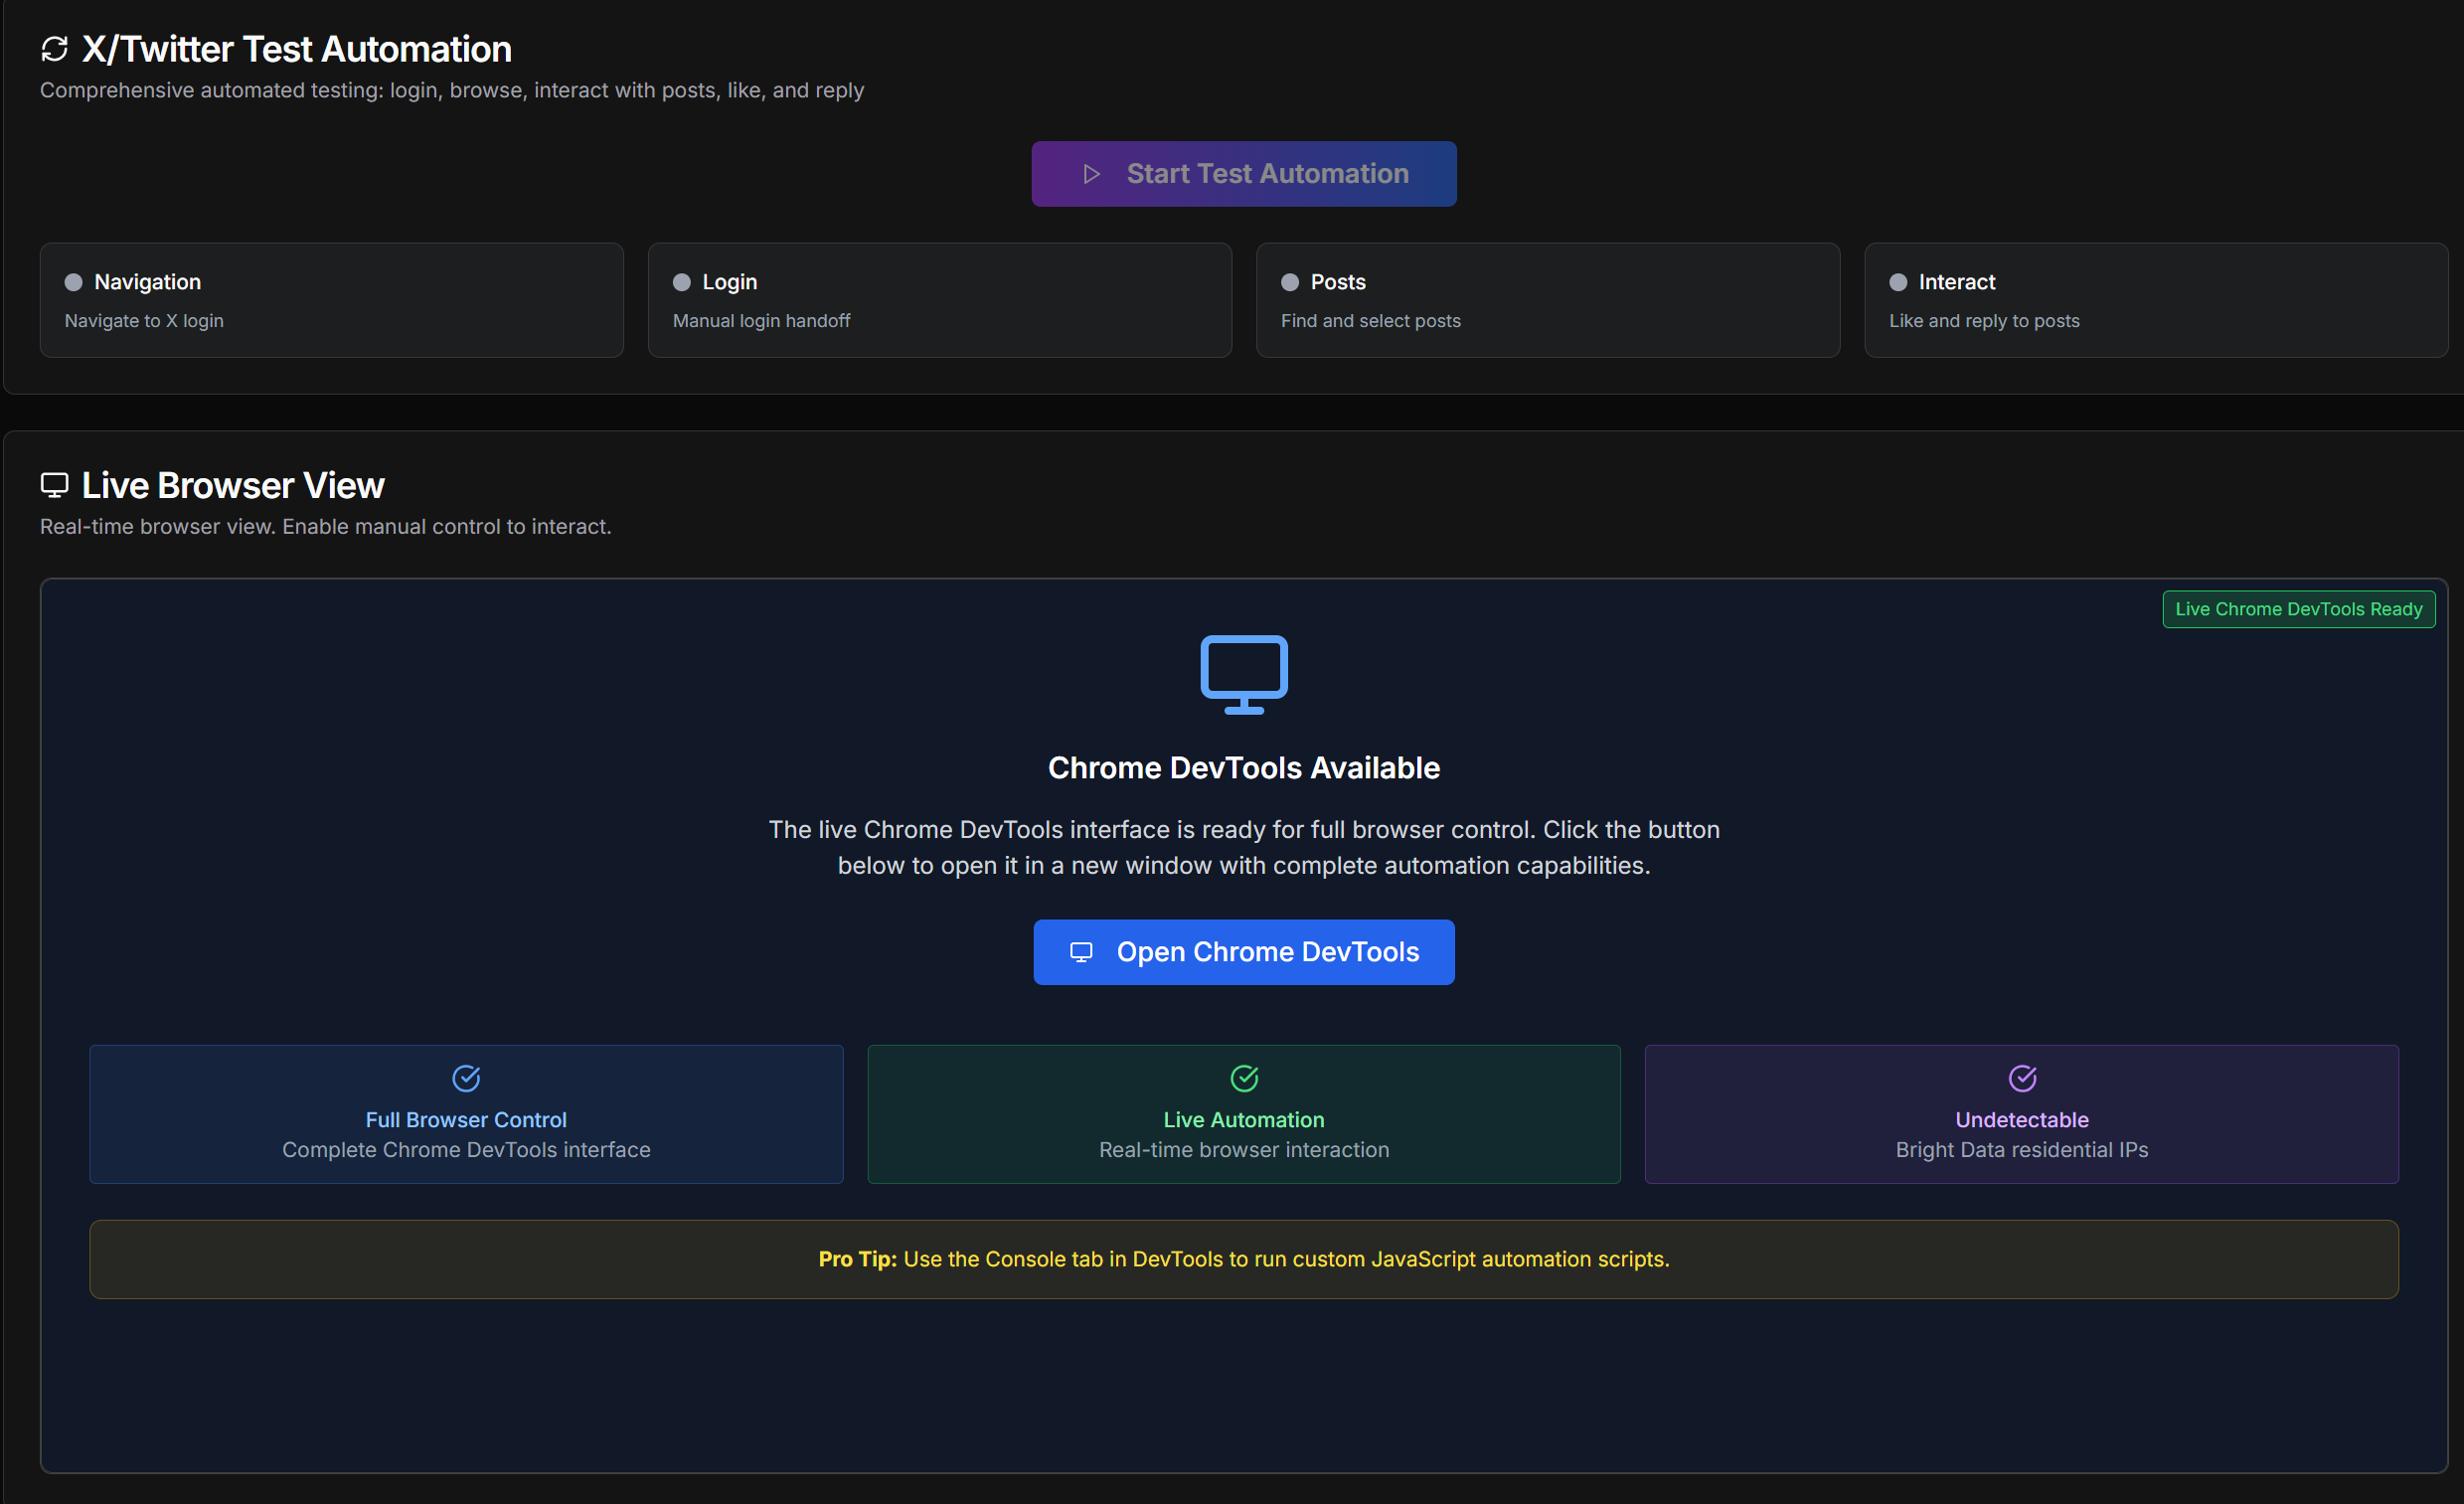 X/Twitter Test Automation
Comprehensive automated testing: login, browse, interact with posts, like, and reply
Start Test Automation
Navigation
Navigate to X login
Login
Manual login handoff
Posts
Find and select posts
Interact
Like and reply to posts
Live Browser View
Real-time browser view. Enable manual control to interact.
Live Chrome DevTools Ready
Chrome DevTools Available
The live Chrome DevTools interface is ready for full browser control. Click the button
below to open it in a new window with complete automation capabilities.
Open Chrome DevTools
Full Browser Control
Complete Chrome DevTools interface
Live Automation
Real-time browser interaction
Undetectable
Bright Data residential IPs
Pro Tip: Use the Console tab in DevTools to run custom JavaScript automation scripts.